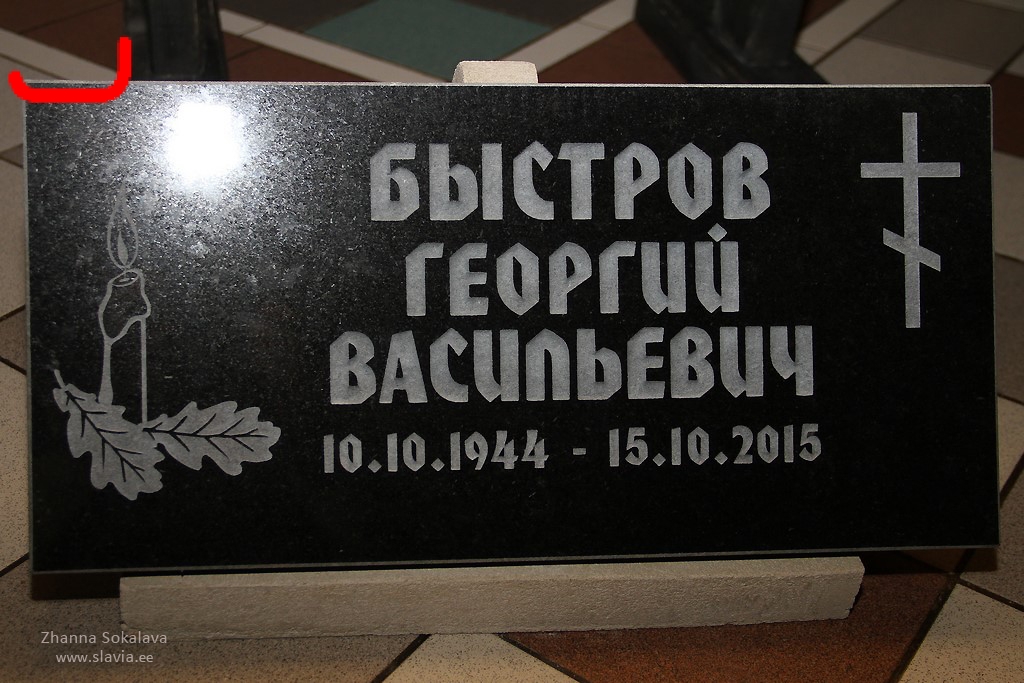 БЫСТРОВ
ГЕОРГИЙ
ВАСИЛЬЕВИЧ
10.10.1944 - 15.10.2015
Zhanna Sokalava
www.slavia.ee